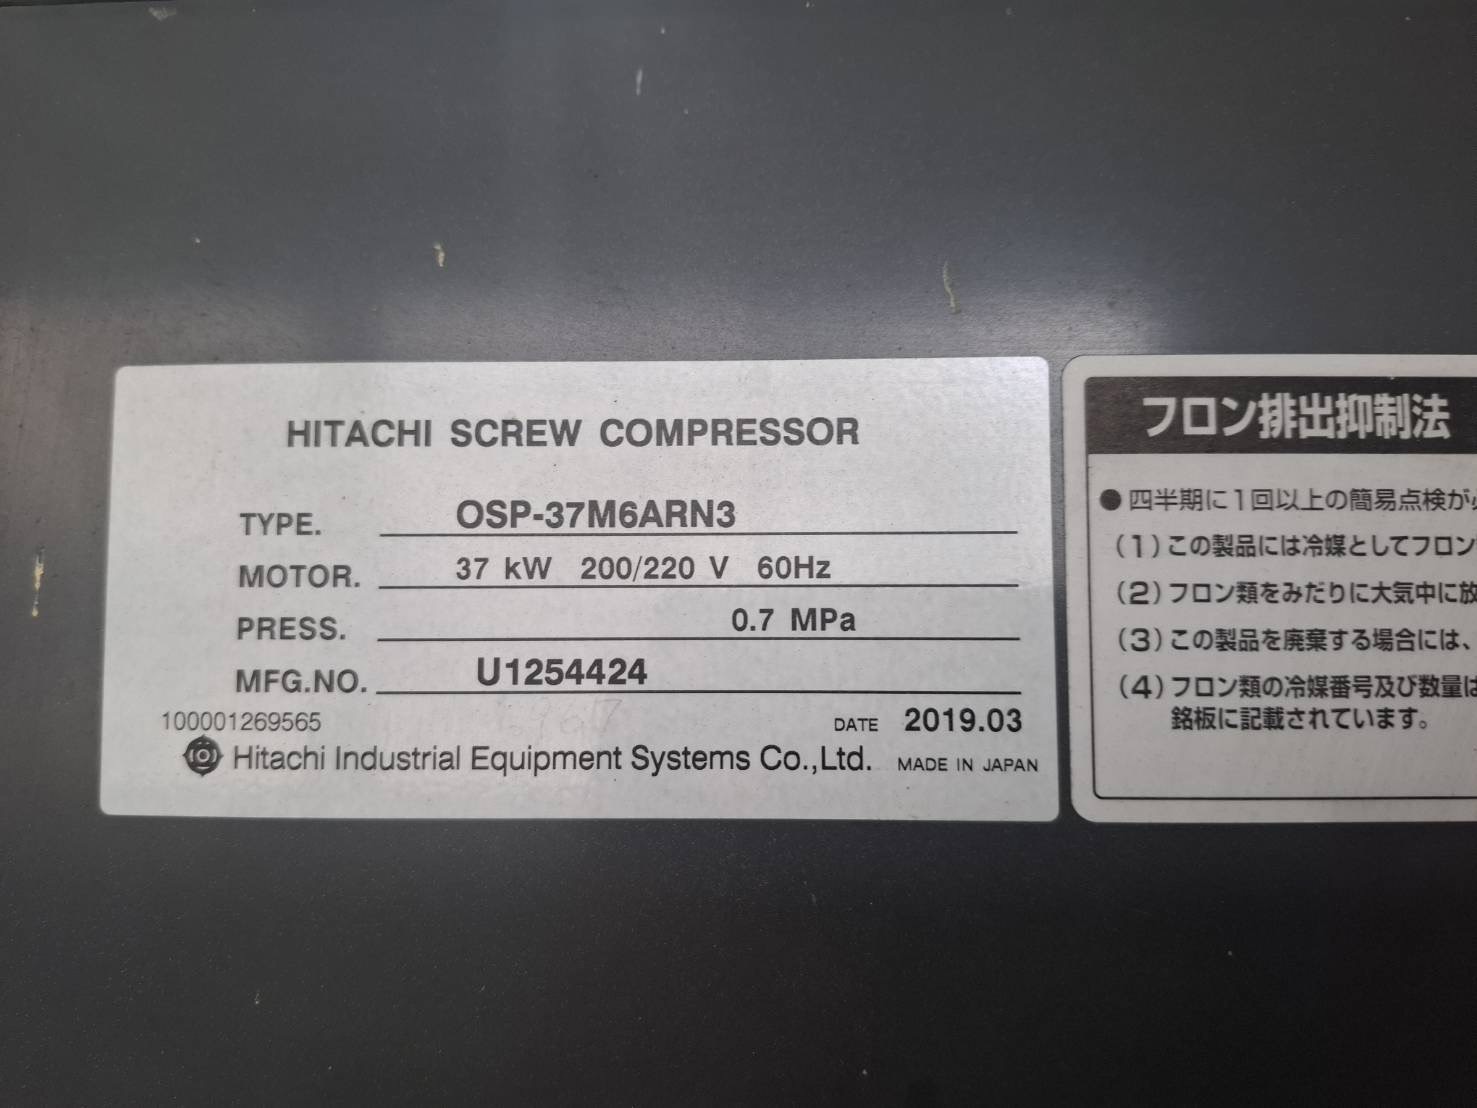 HITACHI SCREW COMPRESSOR
TYPE. OSP-37M6ARN3
MOTOR. 37 kW 200/220 V 60Hz
PRESS. 0.7 MPa
MFG.NO. U1254424
100001269565 DATE 2019.03
Hitachi Industrial Equipment Systems Co.,Ltd. MADE IN JAPAN
フロン排出抑制法
●四半期に1回以上の簡易点検が
(1)この製品には冷媒としてフロン
(2)フロン類をみだりに大気中に放
(3)この製品を廃棄する場合には、
(4)フロン類の冷媒番号及び数量は
銘板に記載されています。